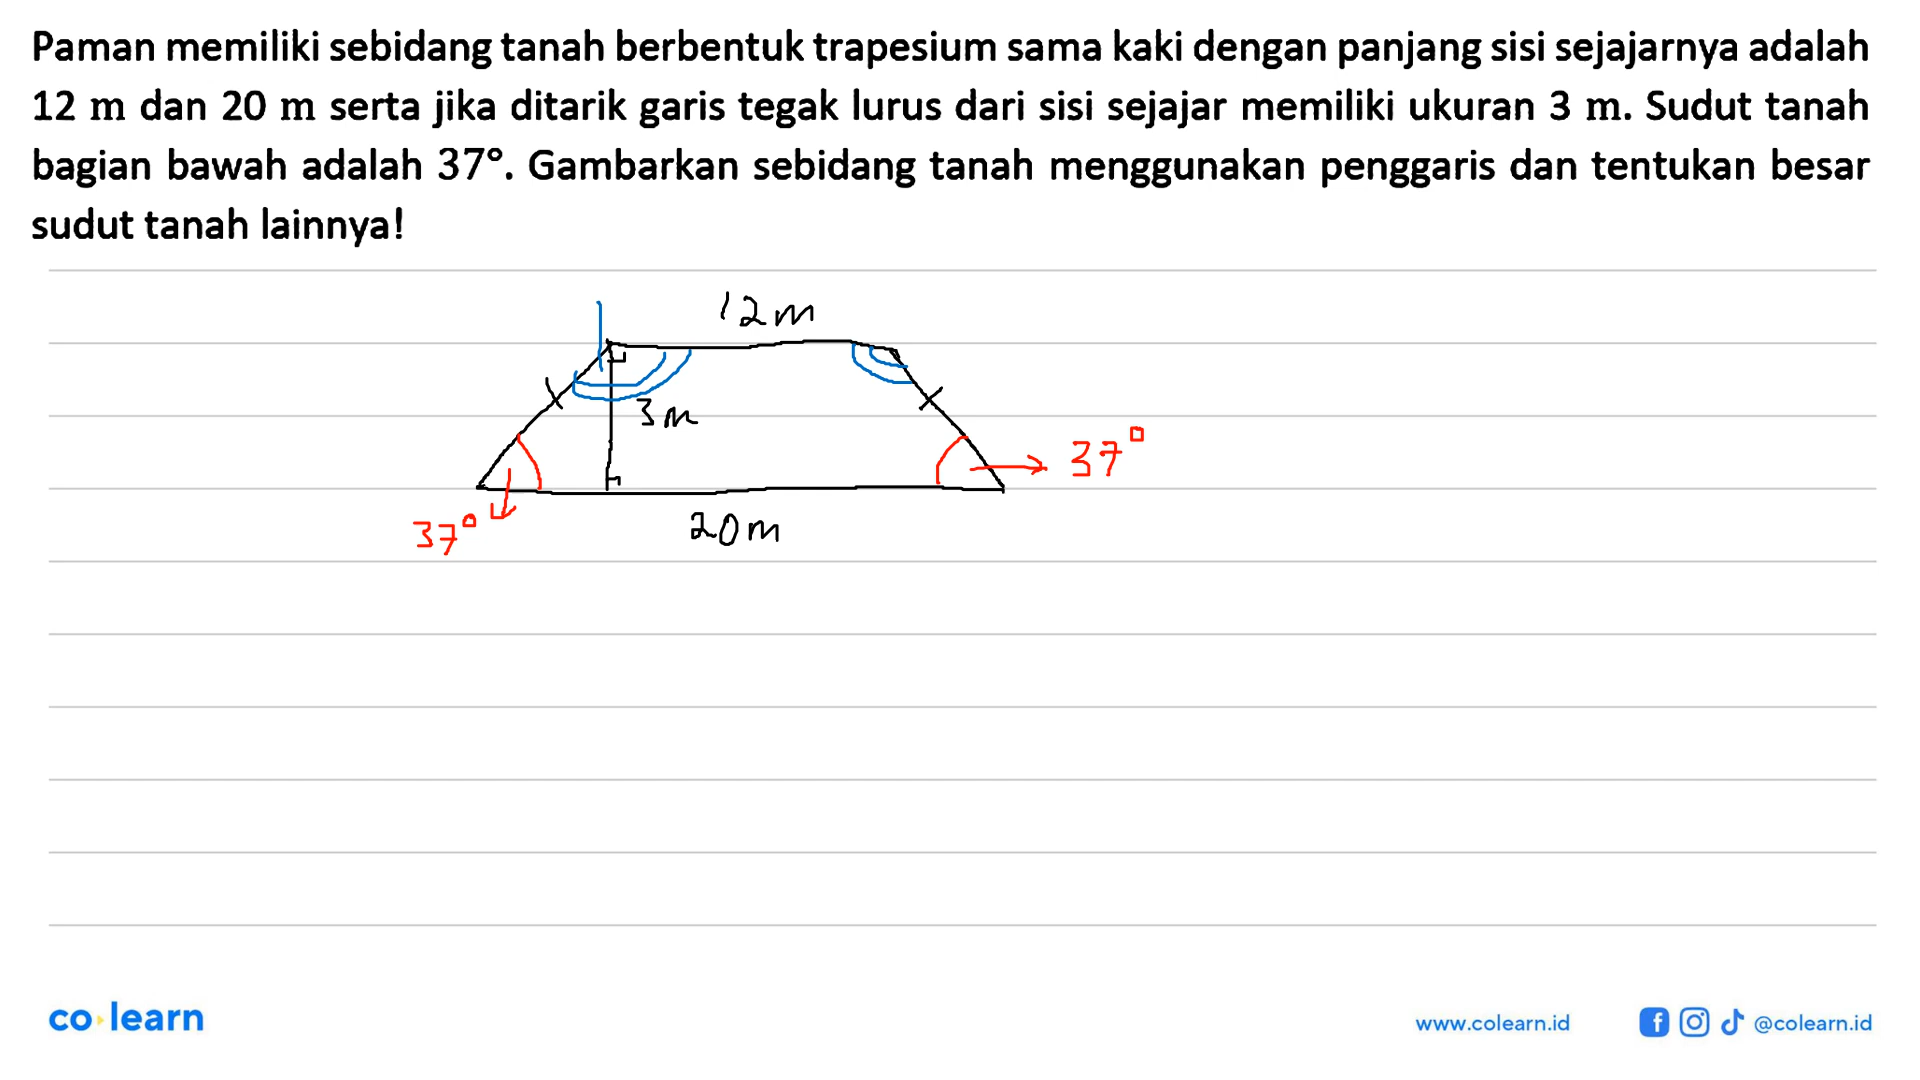 Paman memiliki sebidang tanah berbentuk trapesium sama kaki dengan panjang sisi sejajarnya adalah
12 m dan 20 m serta jika ditarik garis tegak lurus dari sisi sejajar memiliki ukuran 3 m. Sudut tanah
bagian bawah adalah 37°. Gambarkan sebidang tanah menggunakan penggaris dan tentukan besar
sudut tanah lainnya!
12 m
3 m
37°
37°
20 m
co learn
www.colearn.id
@colearn.id